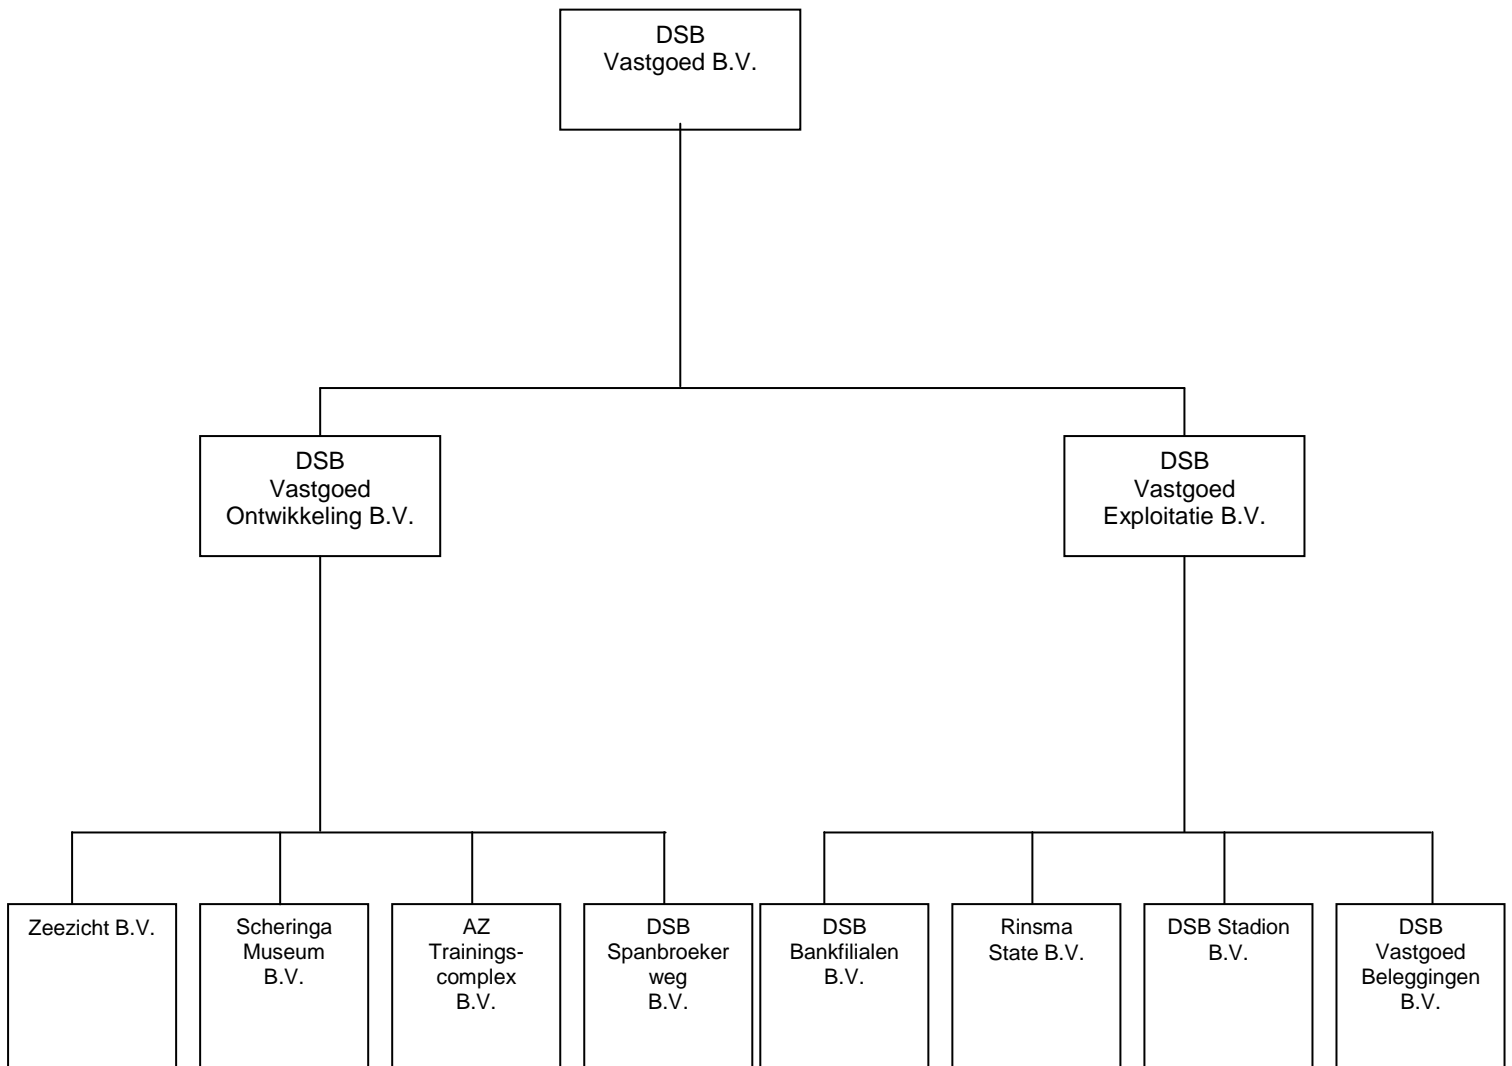 DSB
Vastgoed B.V.
DSB
Vastgoed
Ontwikkeling B.V.
DSB
Vastgoed
Exploitatie B.V.
Zeezicht B.V.
Scheringa
Museum
B.V.
AZ
Trainings-
complex
B.V.
DSB
Spanbroeker
weg
B.V.
DSB
Bankfilialen
B.V.
Rinsma
State B.V.
DSB Stadion
B.V.
DSB
Vastgoed
Beleggingen
B.V.